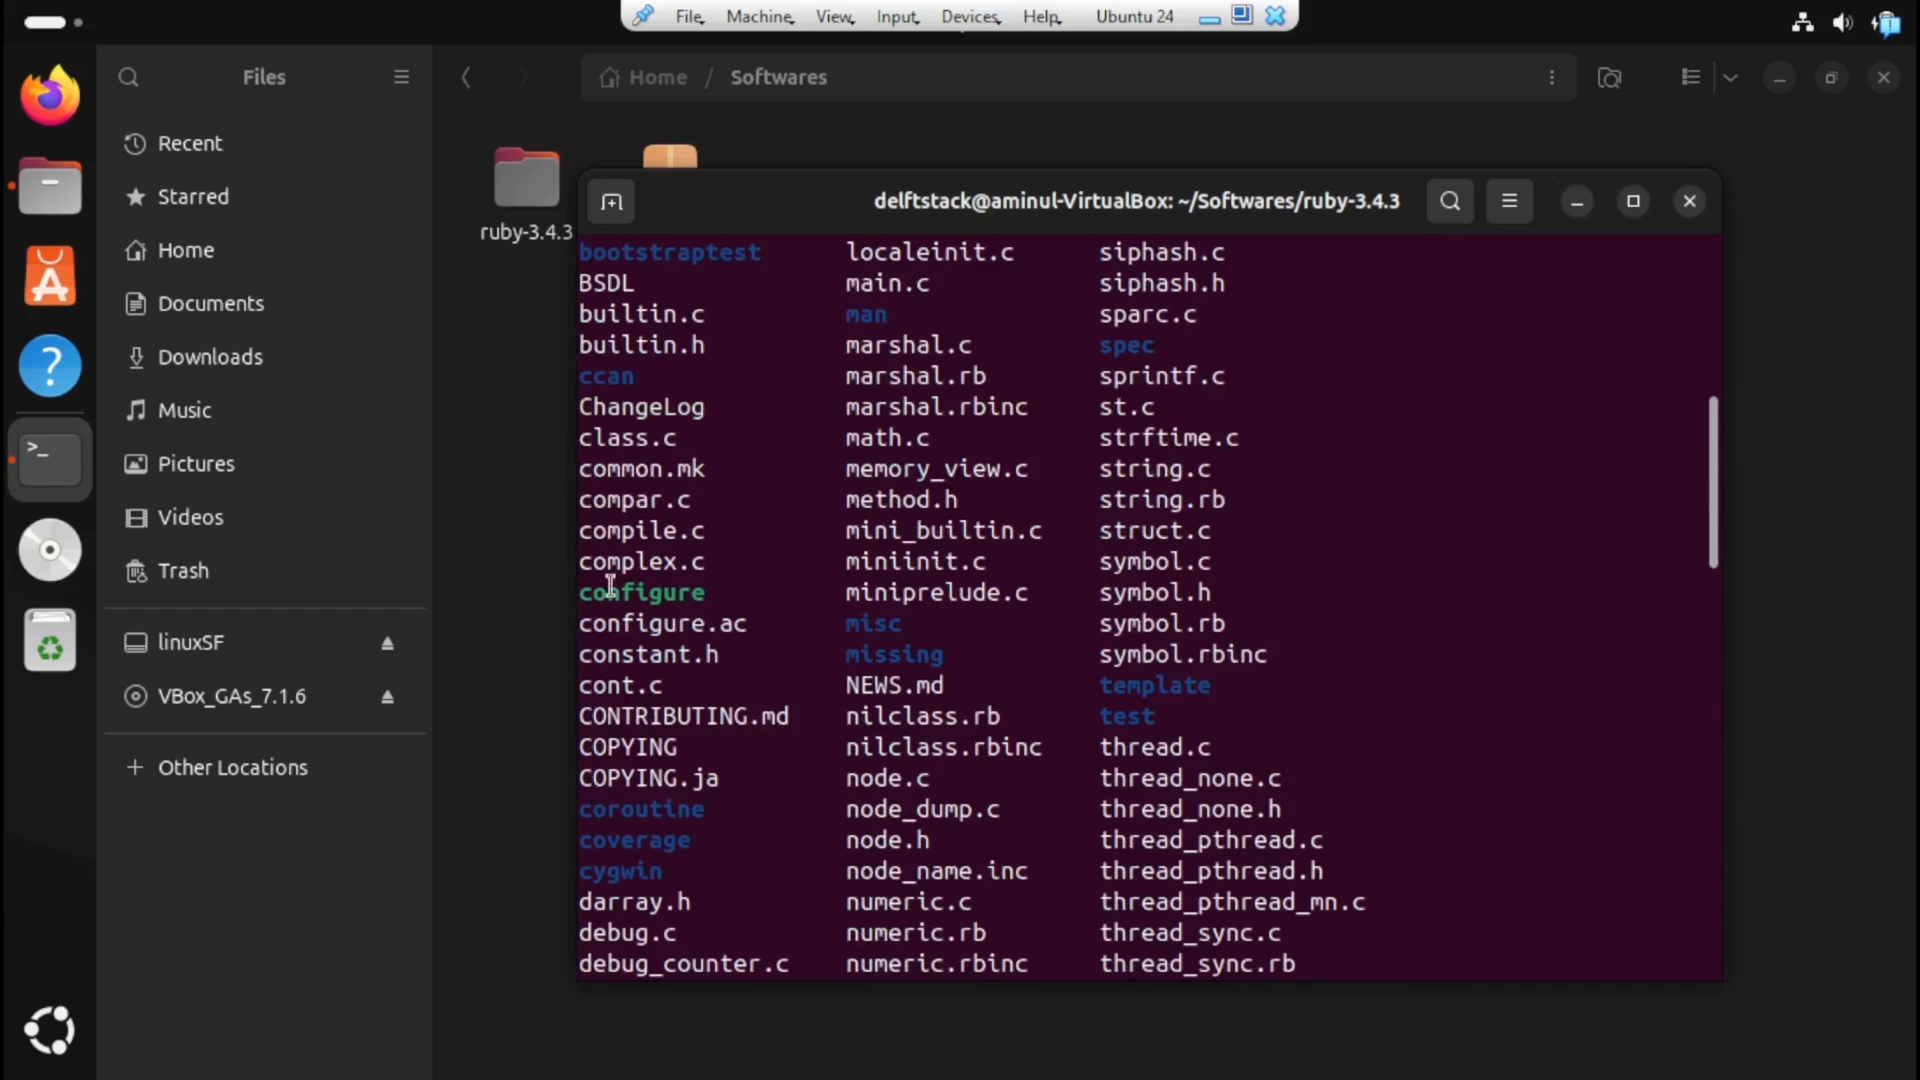 File, Machine, View, Input, Devices, Help, Ubuntu 24
Files
Home / Softwares
Recent
Starred
Home
Documents
Downloads
Music
Pictures
Videos
Trash
linuxSF
VBox_GAs_7.1.6
+ Other Locations
ruby-3.4.3
delftstack@aminul-VirtualBox: ~/Softwares/ruby-3.4.3
bootstraptest localeinit.c siphash.c
BSDL main.c siphash.h
builtin.c man sparc.c
builtin.h marshal.c spec
ccan marshal.rb sprintf.c
ChangeLog marshal.rbinc st.c
class.c math.c strftime.c
common.mk memory_view.c string.c
compar.c method.h string.rb
compile.c mini_builtin.c struct.c
complex.c miniinit.c symbol.c
configure miniprelude.c symbol.h
configure.ac misc symbol.rb
constant.h missing symbol.rbinc
cont.c NEWS.md template
CONTRIBUTING.md nilclass.rb test
COPYING nilclass.rbinc thread.c
COPYING.ja node.c thread_none.c
coroutine node_dump.c thread_none.h
coverage node.h thread_pthread.c
cygwin node_name.inc thread_pthread.h
darray.h numeric.c thread_pthread_mn.c
debug.c numeric.rb thread_sync.c
debug_counter.c numeric.rbinc thread_sync.rb